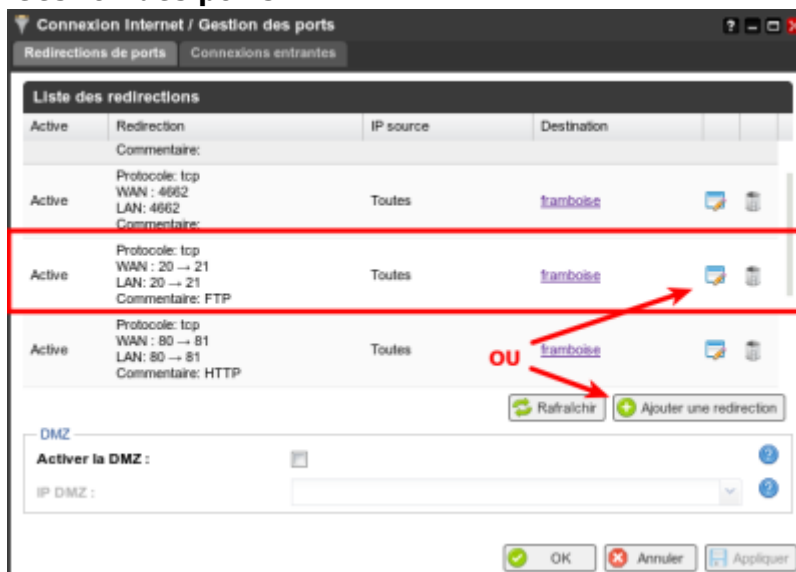 Connexion Internet / Gestion des ports
Redirections de ports Connexions entrantes
Liste des redirections
Active Redirection IP source Destination
Commentaire:
Protocole: tcp
WAN : 4662
Active Toutes framboise
LAN: 4662
Commentaire:
Protocole: tcp
WAN : 20 → 21
Active Toutes framboise
LAN: 20 → 21
Commentaire: FTP
Protocole: tcp
WAN : 80 → 81
Active Toutes framboise
LAN: 80 → 81
Commentaire: HTTP
OU
Rafraîchir Ajouter une redirection
DMZ
Activer la DMZ :
IP DMZ :
OK Annuler Appliquer